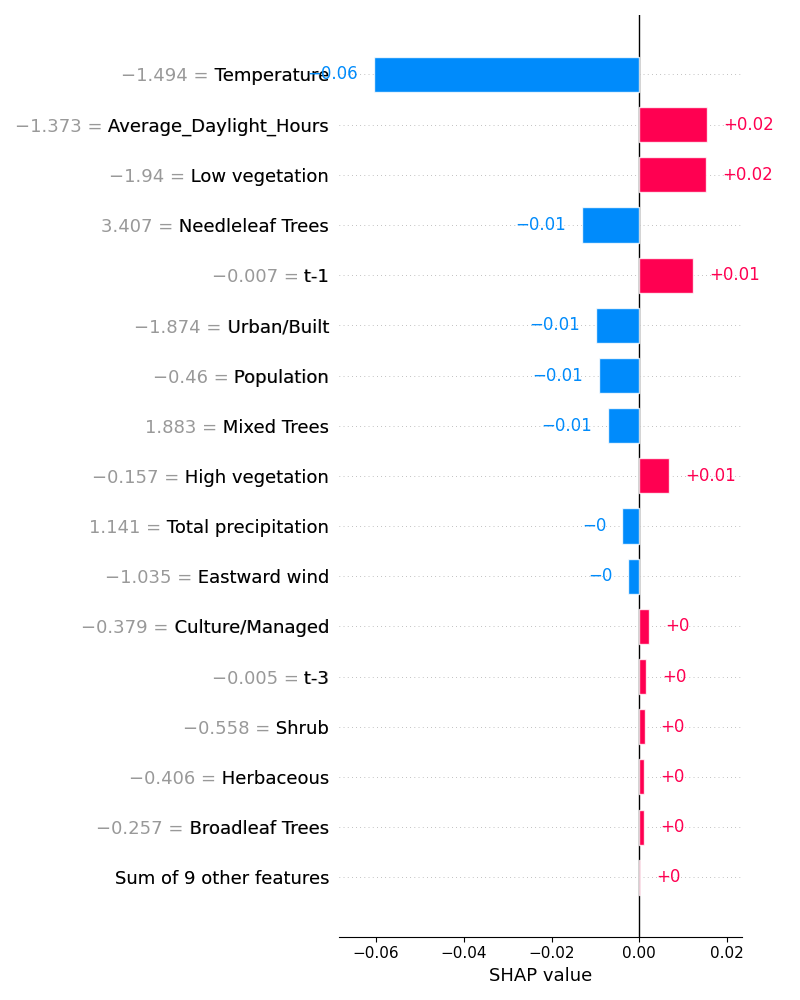 −1.494 = Temperature −0.06
−1.373 = Average_Daylight_Hours +0.02
−1.94 = Low vegetation +0.02
3.407 = Needleleaf Trees −0.01
−0.007 = t-1 +0.01
−1.874 = Urban/Built −0.01
−0.46 = Population −0.01
1.883 = Mixed Trees −0.01
−0.157 = High vegetation +0.01
1.141 = Total precipitation −0
−1.035 = Eastward wind −0
−0.379 = Culture/Managed +0
−0.005 = t-3 +0
−0.558 = Shrub +0
−0.406 = Herbaceous +0
−0.257 = Broadleaf Trees +0
Sum of 9 other features +0
−0.06 −0.04 −0.02 0.00 0.02
SHAP value